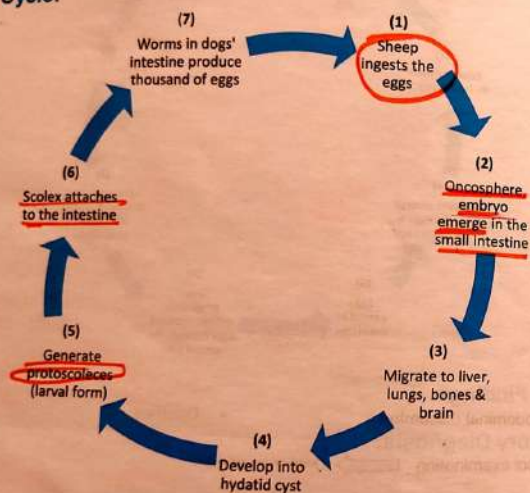 Cycle:
(1)
Sheep
ingests the
eggs
(2)
Oncosphere
embryo
emerge in the
small intestine
(3)
Migrate to liver,
lungs, bones &
brain
(4)
Develop into
hydatid cyst
(5)
Generate
protoscolaces
(larval form)
(6)
Scolex attaches
to the intestine
(7)
Worms in dogs'
intestine produce
thousand of eggs